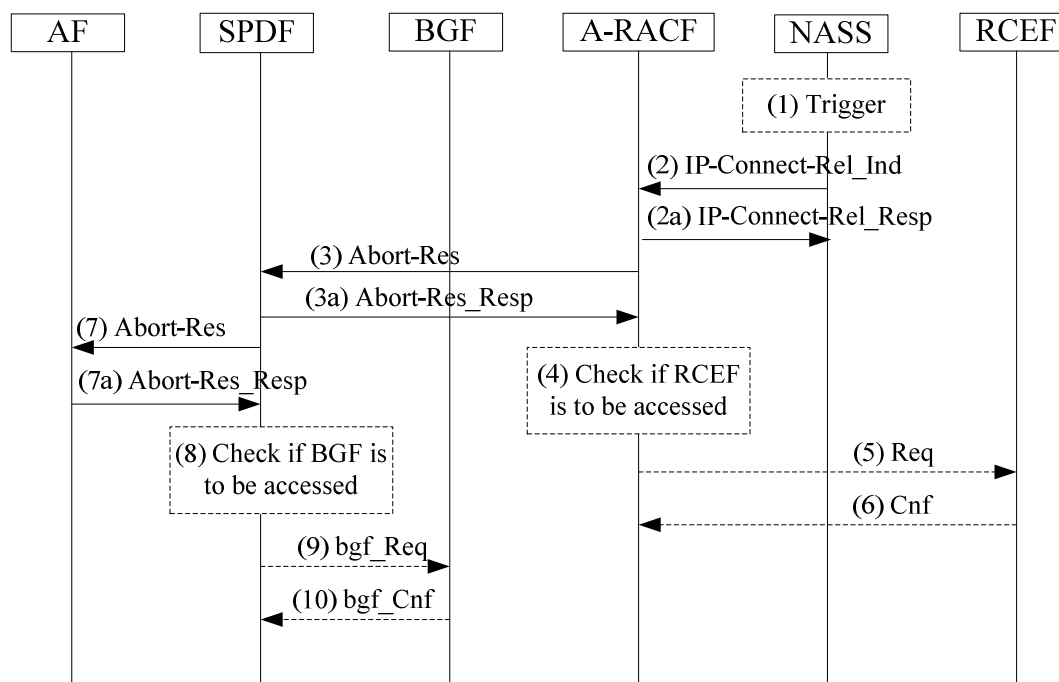 AF
SPDF
BGF
A-RACF
NASS
RCEF
(1) Trigger
(2) IP-Connect-Rel_Ind
(2a) IP-Connect-Rel_Resp
(3) Abort-Res
(3a) Abort-Res_Resp
(7) Abort-Res
(7a) Abort-Res_Resp
(4) Check if RCEF
is to be accessed
(8) Check if BGF is
to be accessed
(5) Req
(6) Cnf
(9) bgf_Req
(10) bgf_Cnf